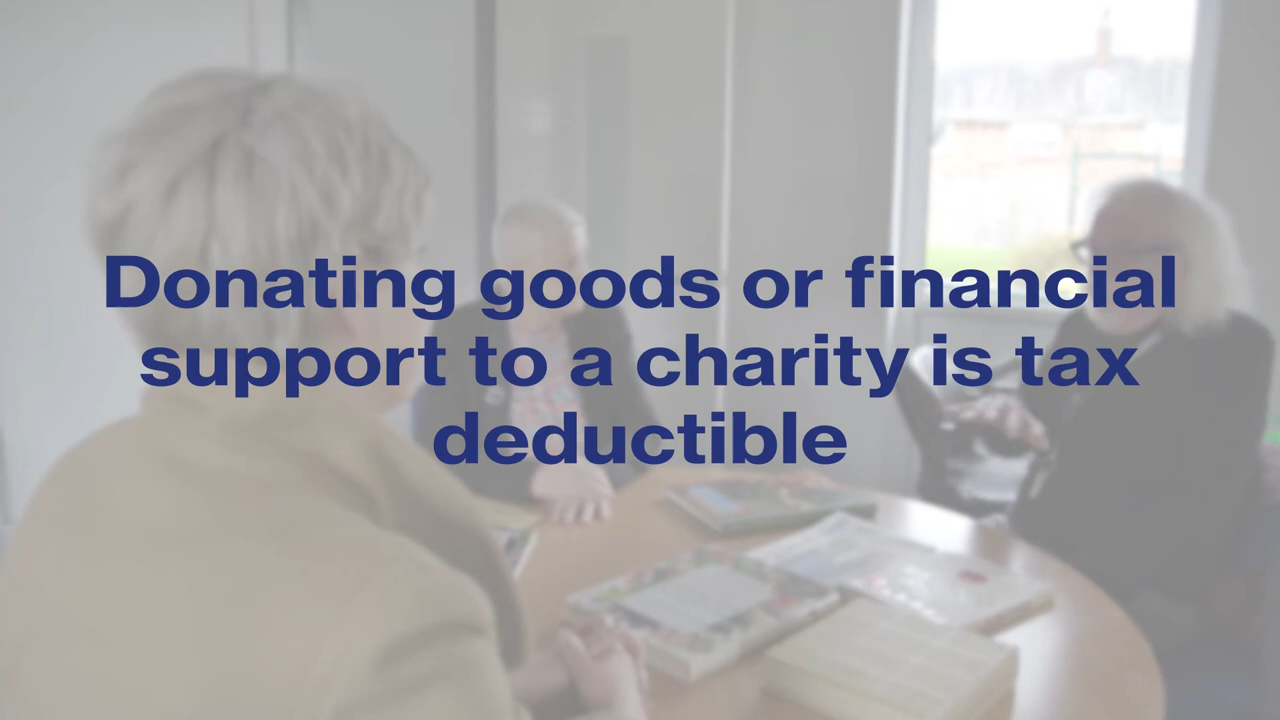 Donating goods or financial
support to a charity is tax
deductible